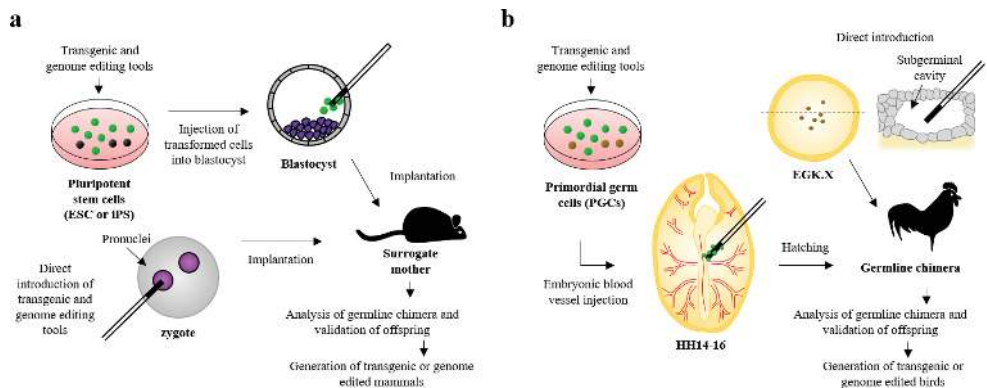 a
Transgenic and
genome editing tools
Pluripotent
stem cells
(ESC or iPS)
Injection of
transformed cells
into blastocyst
Blastocyst
Implantation
Pronuclei
Direct
introduction of
transgenic and
genome editing
tools
zygote
Implantation
Surrogate
mother
Analysis of germline chimera and
validation of offspring
Generation of transgenic or genome
edited mammals
b
Transgenic and
genome editing tools
Primordial germ
cells (PGCs)
Embryonic blood
vessel injection
HH14-16
Direct introduction
Subgerminal
cavity
EGK.X
Hatching
Germline chimera
Analysis of germline chimera and
validation of offspring
Generation of transgenic or
genome edited birds